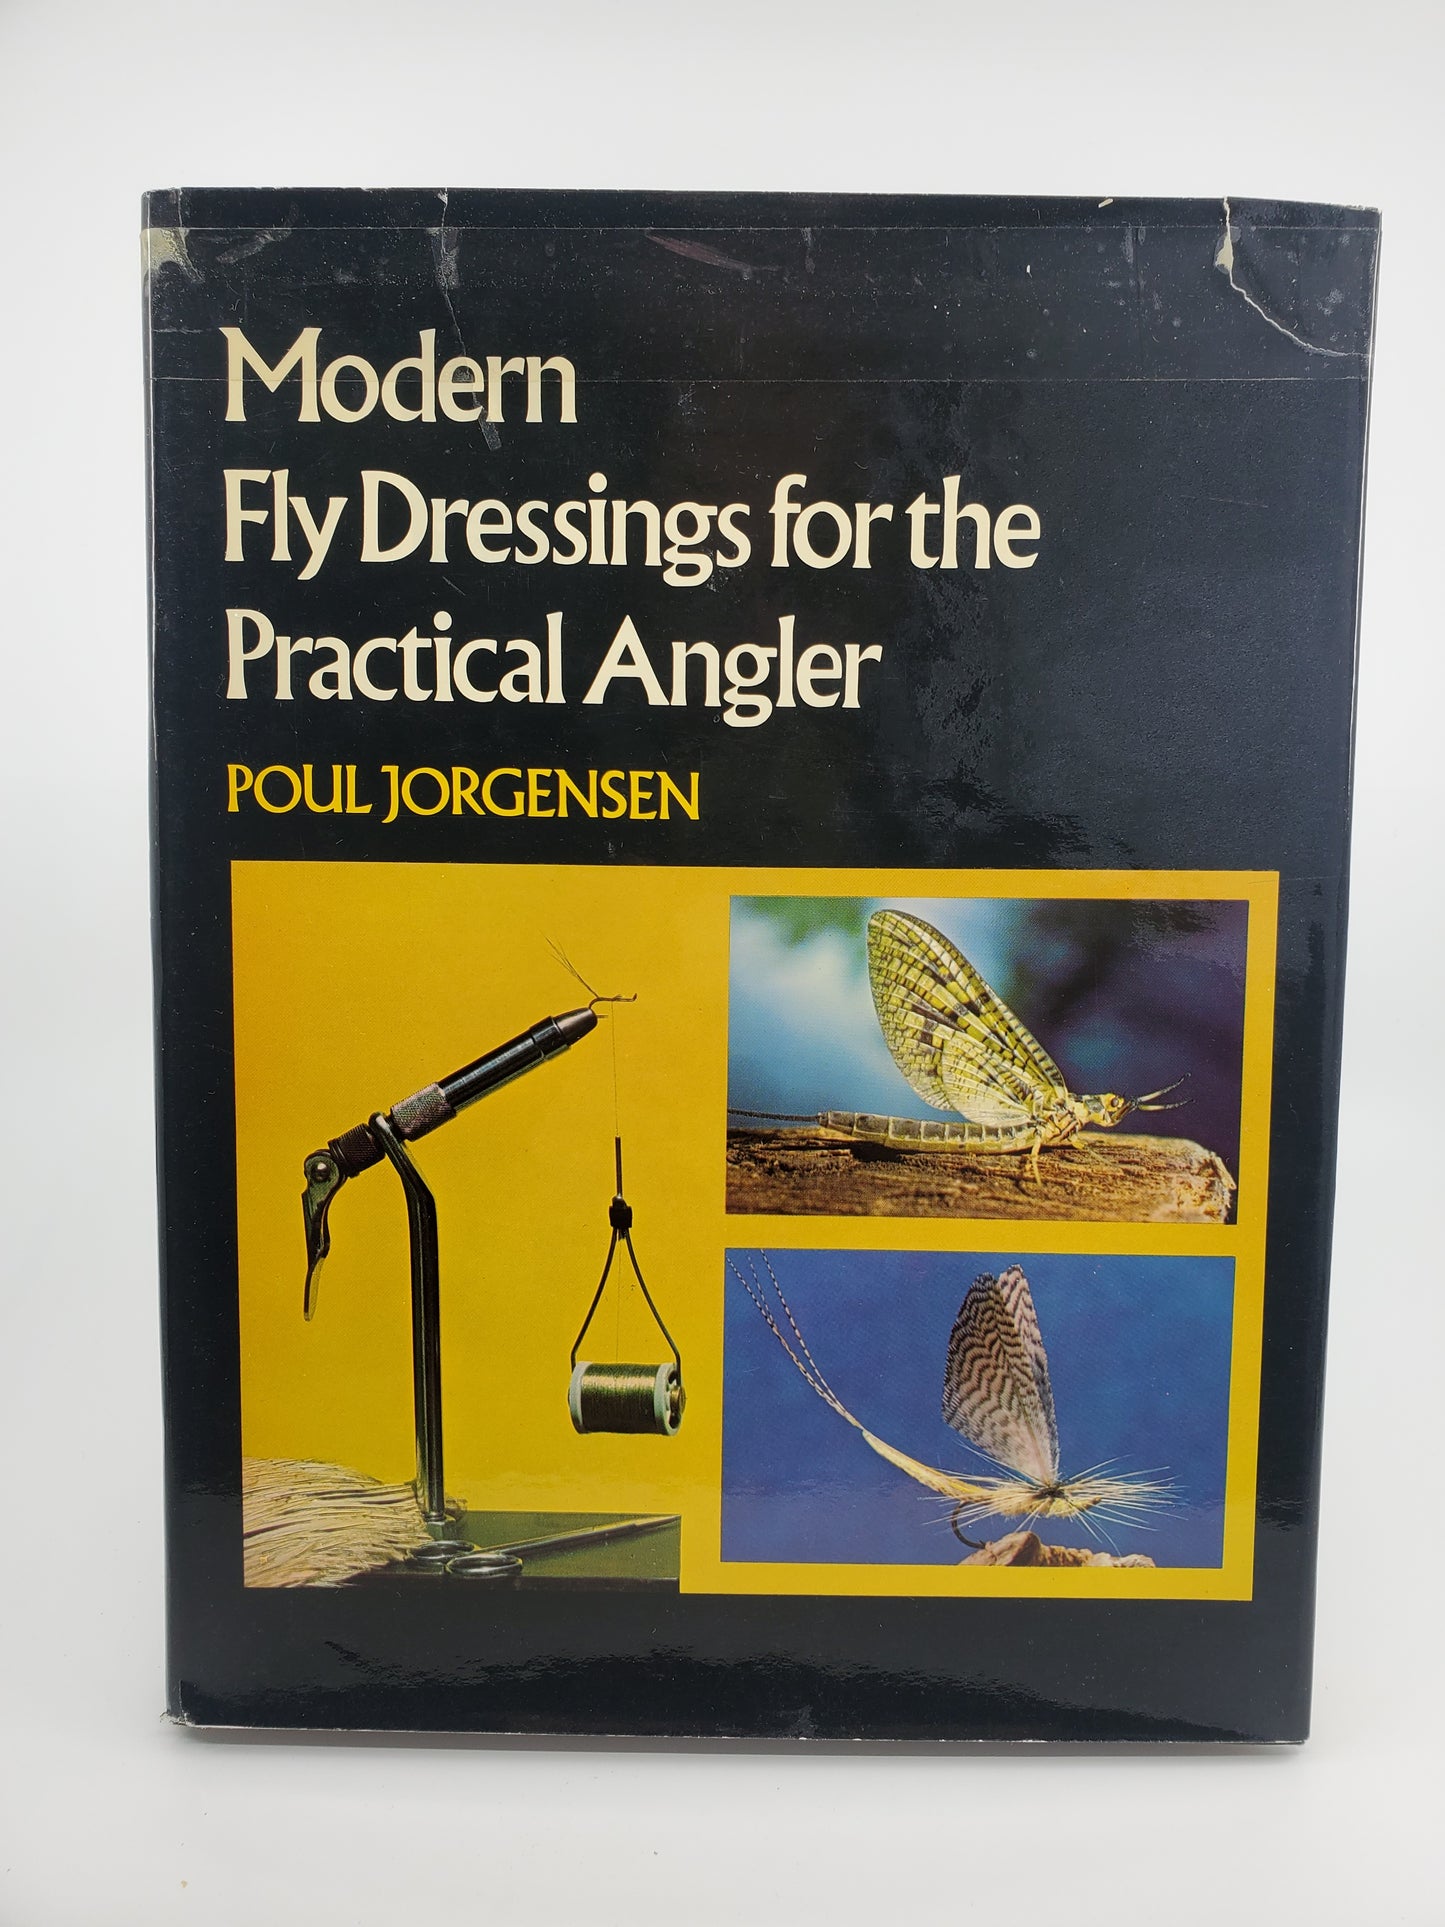 Modern
Fly Dressings for the
Practical Angler
POUL JORGENSEN